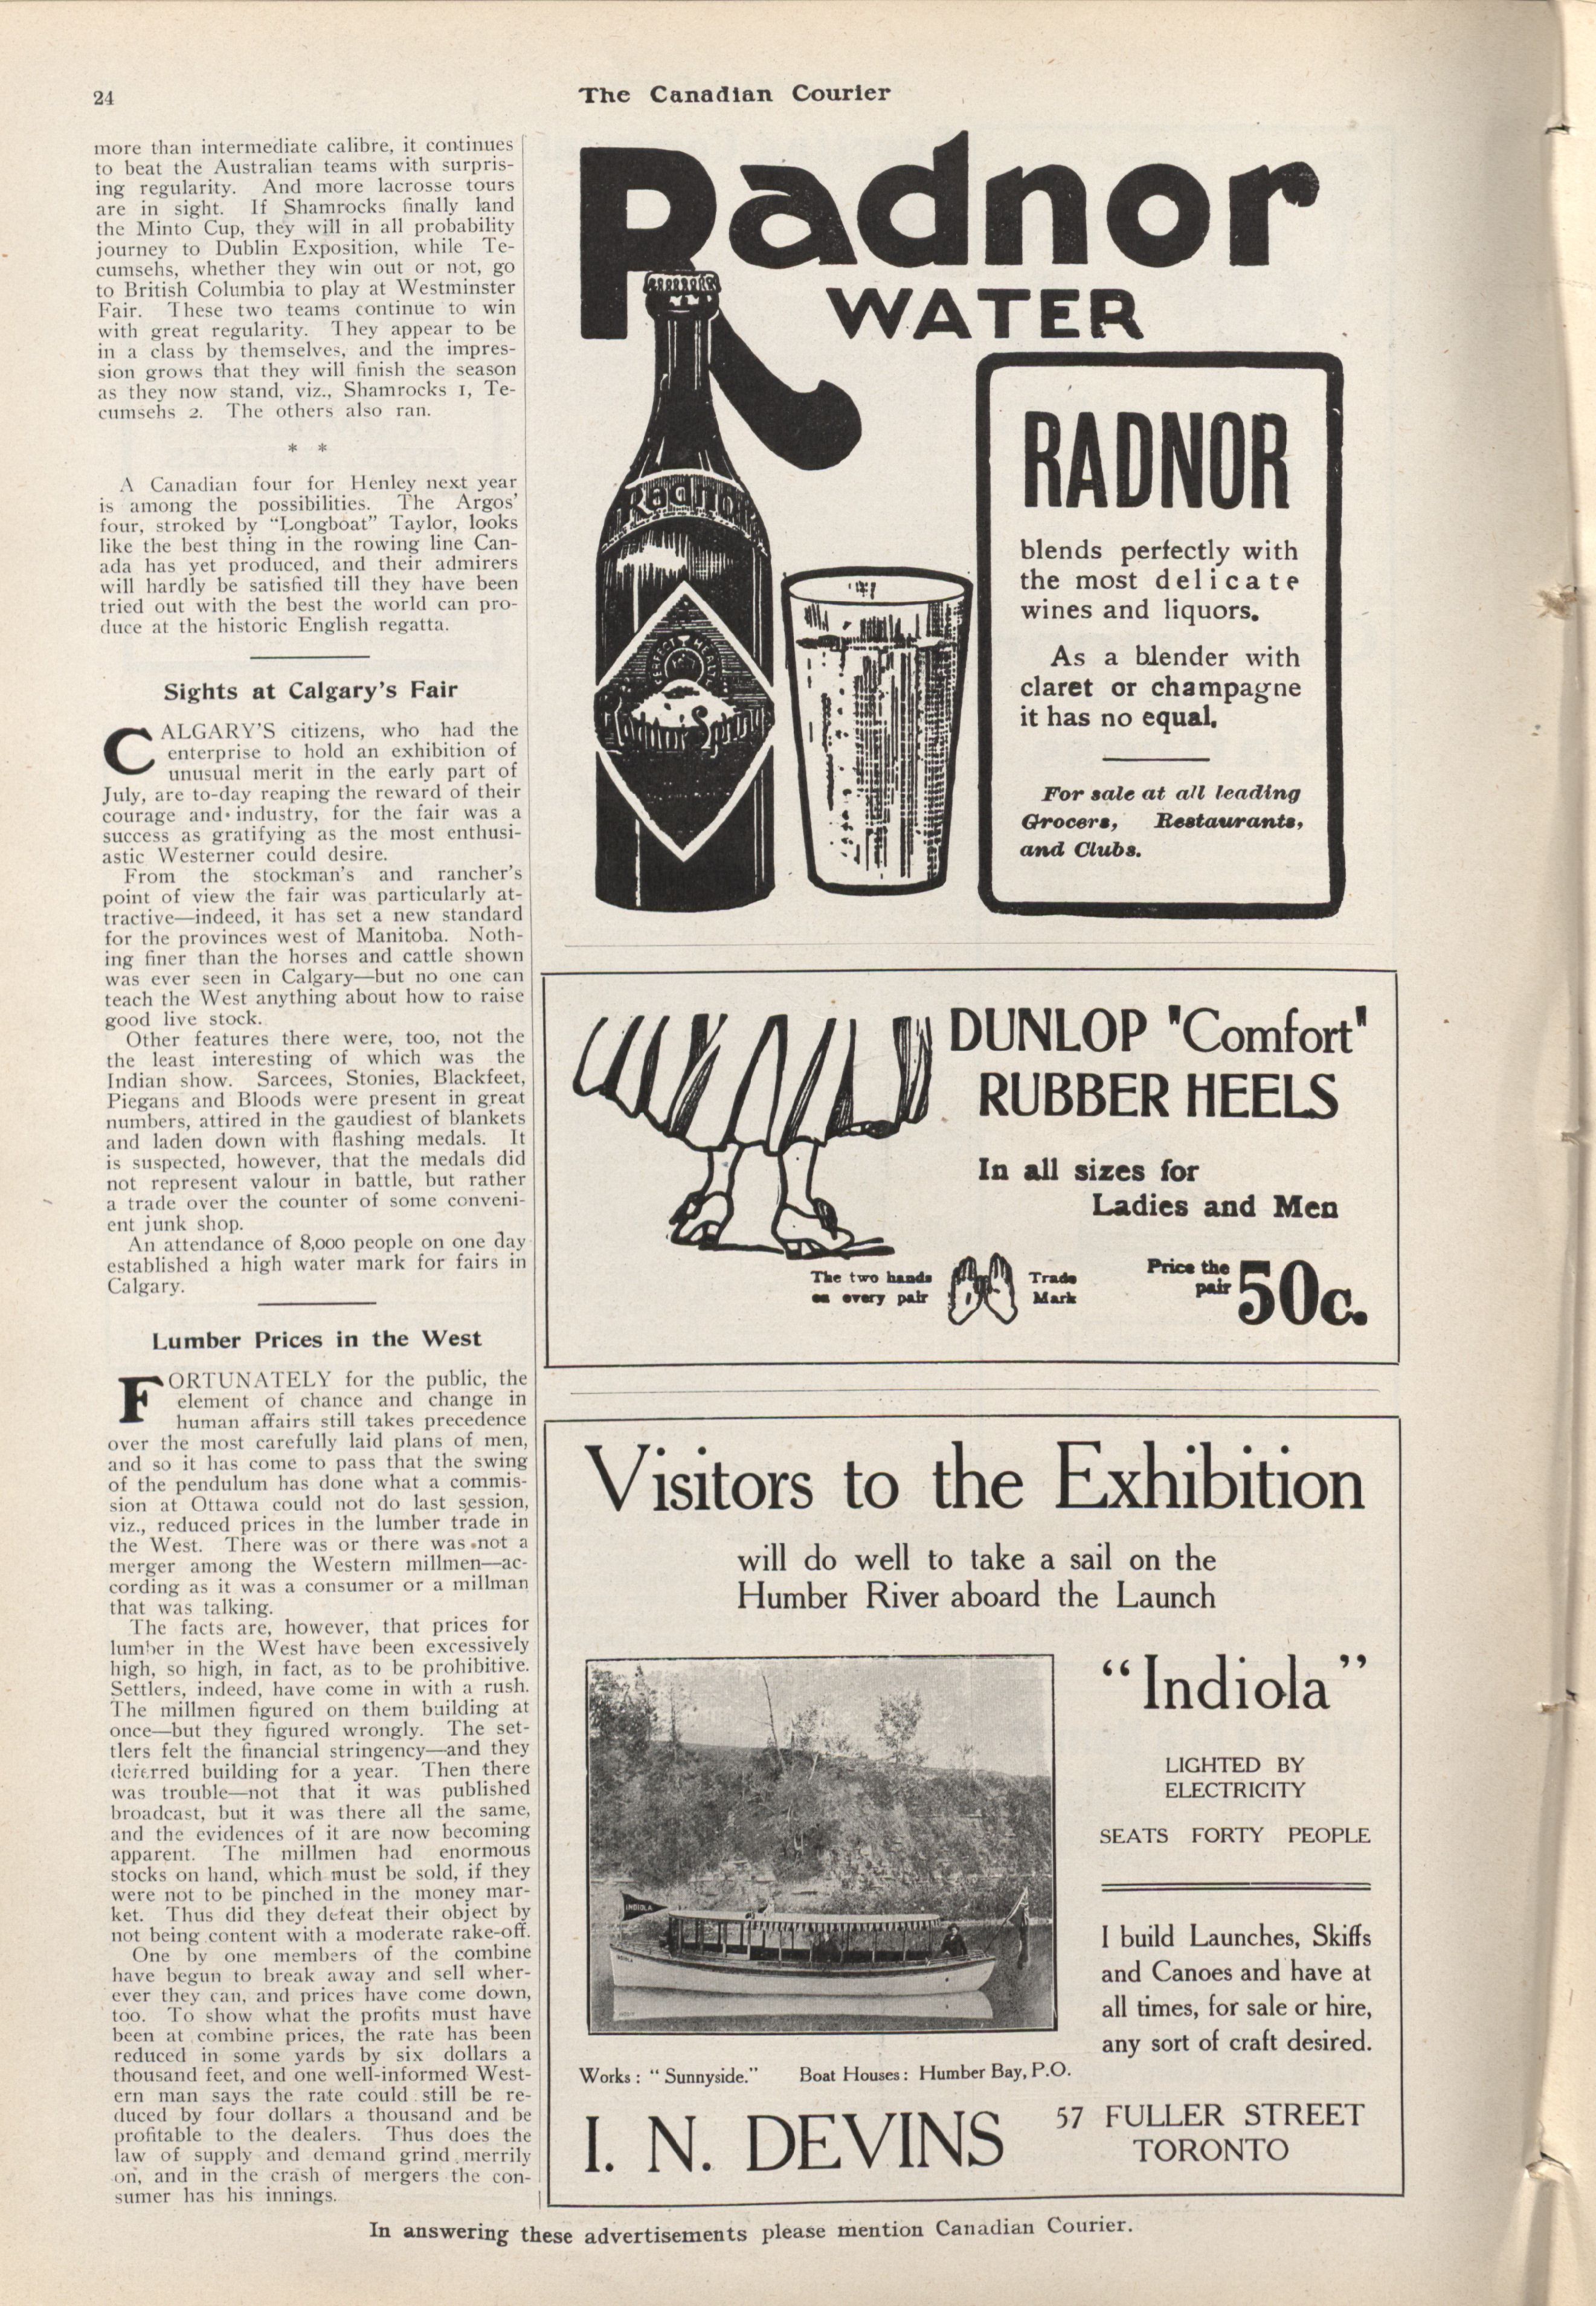 24
The Canadian Courier
more than intermediate calibre, it continues
to beat the Australian teams with surpris-
ing regularity. And more lacrosse tours
are in sight. If Shamrocks finally land
the Minto Cup, they will in all probability
journey to Dublin Exposition, while Te-
cumsehs, whether they win out or not, go
to British Columbia to play at Westminster
Fair. These two teams continue to win
with great regularity. They appear to be
in a class by themselves, and the impres-
sion grows that they will finish the season
as they now stand, viz., Shamrocks 1, Te-
cumsehs 2. The others also ran.
* *
A Canadian four for Henley next year
is among the possibilities. The Argos'
four, stroked by "Longboat" Taylor, looks
like the best thing in the rowing line Can-
ada has yet produced, and their admirers
will hardly be satisfied till they have been
tried out with the best the world can pro-
duce at the historic English regatta.
Sights at Calgary's Fair
CALGARY'S citizens, who had the
enterprise to hold an exhibition of
unusual merit in the early part of
July, are to-day reaping the reward of their
courage and industry, for the fair was a
success as gratifying as the most enthusi-
astic Westerner could desire.
From the stockman's and rancher's
point of view the fair was particularly at-
tractive—indeed, it has set a new standard
for the provinces west of Manitoba. Noth-
ing finer than the horses and cattle shown
was ever seen in Calgary—but no one can
teach the West anything about how to raise
good live stock.
Other features there were, too, not the
the least interesting of which was the
Indian show. Sarcees, Stonies, Blackfeet,
Piegans and Bloods were present in great
numbers, attired in the gaudiest of blankets
and laden down with flashing medals. It
is suspected, however, that the medals did
not represent valour in battle, but rather
a trade over the counter of some conveni-
ent junk shop.
An attendance of 8,000 people on one day
established a high water mark for fairs in
Calgary.
Lumber Prices in the West
FORTUNATELY for the public, the
element of chance and change in
human affairs still takes precedence
over the most carefully laid plans of men,
and so it has come to pass that the swing
of the pendulum has done what a commis-
sion at Ottawa could not do last session,
viz., reduced prices in the lumber trade in
the West. There was or there was not a
merger among the Western millmen—ac-
cording as it was a consumer or a millman
that was talking.
The facts are, however, that prices for
lumber in the West have been excessively
high, so high, in fact, as to be prohibitive.
Settlers, indeed, have come in with a rush.
The millmen figured on them building at
once—but they figured wrongly. The set-
tlers felt the financial stringency—and they
deferred building for a year. Then there
was trouble—not that it was published
broadcast, but it was there all the same,
and the evidences of it are now becoming
apparent. The millmen had enormous
stocks on hand, which must be sold, if they
were not to be pinched in the money mar-
ket. Thus did they defeat their object by
not being content with a moderate rake-off.
One by one members of the combine
have begun to break away and sell wher-
ever they can, and prices have come down,
too. To show what the profits must have
been at combine prices, the rate has been
reduced in some yards by six dollars a
thousand feet, and one well-informed West-
ern man says the rate could still be re-
duced by four dollars a thousand and be
profitable to the dealers. Thus does the
law of supply and demand grind merrily
on, and in the crash of mergers the con-
sumer has his innings.
Radnor
WATER
Radnor
Radnor Spring
RADNOR
blends perfectly with
the most delicate
wines and liquors.
As a blender with
claret or champagne
it has no equal.
For sale at all leading
Grocers, Restaurants,
and Clubs.
DUNLOP "Comfort"
RUBBER HEELS
In all sizes for
Ladies and Men
The two hands
on every pair
Trade
Mark
Price the
pair 50c.
Visitors to the Exhibition
will do well to take a sail on the
Humber River aboard the Launch
"Indiola"
LIGHTED BY
ELECTRICITY
SEATS FORTY PEOPLE
INDIOLA
I build Launches, Skiffs
and Canoes and have at
all times, for sale or hire,
any sort of craft desired.
Works: "Sunnyside." Boat Houses: Humber Bay, P.O.
I. N. DEVINS
57 FULLER STREET
TORONTO
In answering these advertisements please mention Canadian Courier.